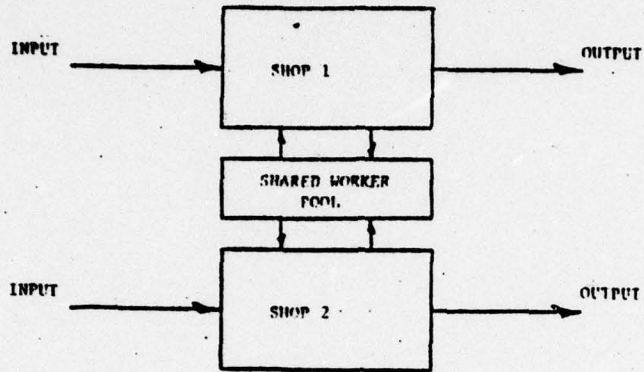 INPUT
SHOP 1
OUTPUT
SHARED WORKER
POOL
INPUT
SHOP 2
OUTPUT